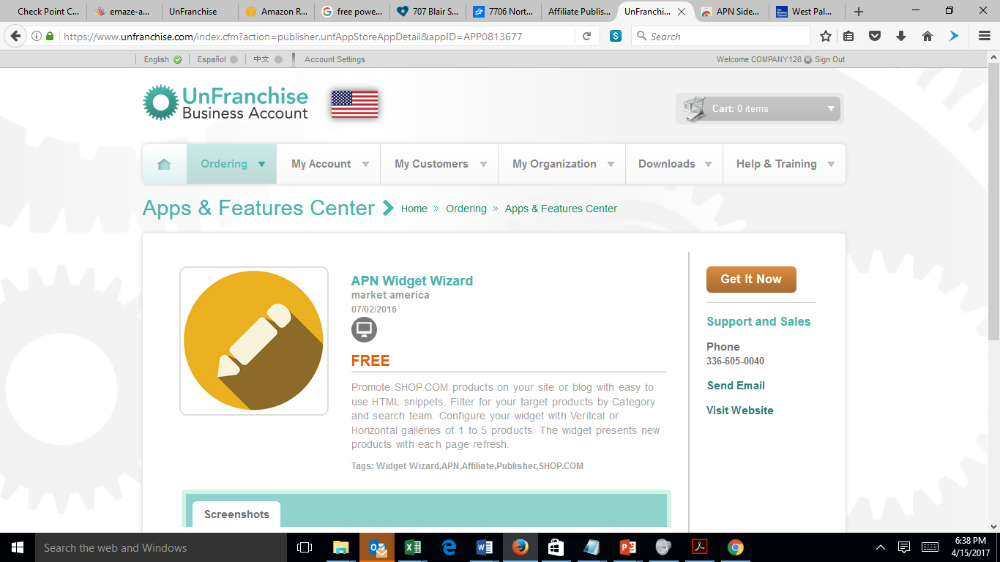 Check Point C...
emaze-a...
UnFranchise
Amazon R...
free powe...
707 Blair S...
7706 Nort...
Affiliate Publis...
UnFranchi...
APN Side...
West Pal...
https://www.unfranchise.com/index.cfm?action=publisher.unfAppStoreAppDetail&appID=APP0813677
Search
English
Español
中文
Account Settings
Welcome COMPANY128
Sign Out
UnFranchise
Business Account
Cart: 0 items
Ordering
My Account
My Customers
My Organization
Downloads
Help & Training
Apps & Features Center
Home » Ordering » Apps & Features Center
APN Widget Wizard
market america
07/02/2016
FREE
Promote SHOP.COM products on your site or blog with easy to
use HTML snippets. Filter for your target products by Category
and search team. Configure your widget with Veritcal or
Horizontal galleries of 1 to 5 products. The widget presents new
products with each page refresh.
Tags: Widget Wizard,APN,Affiliate,Publisher,SHOP.COM
Get It Now
Support and Sales
Phone
336-605-0040
Send Email
Visit Website
Screenshots
Search the web and Windows
6:38 PM
4/15/2017